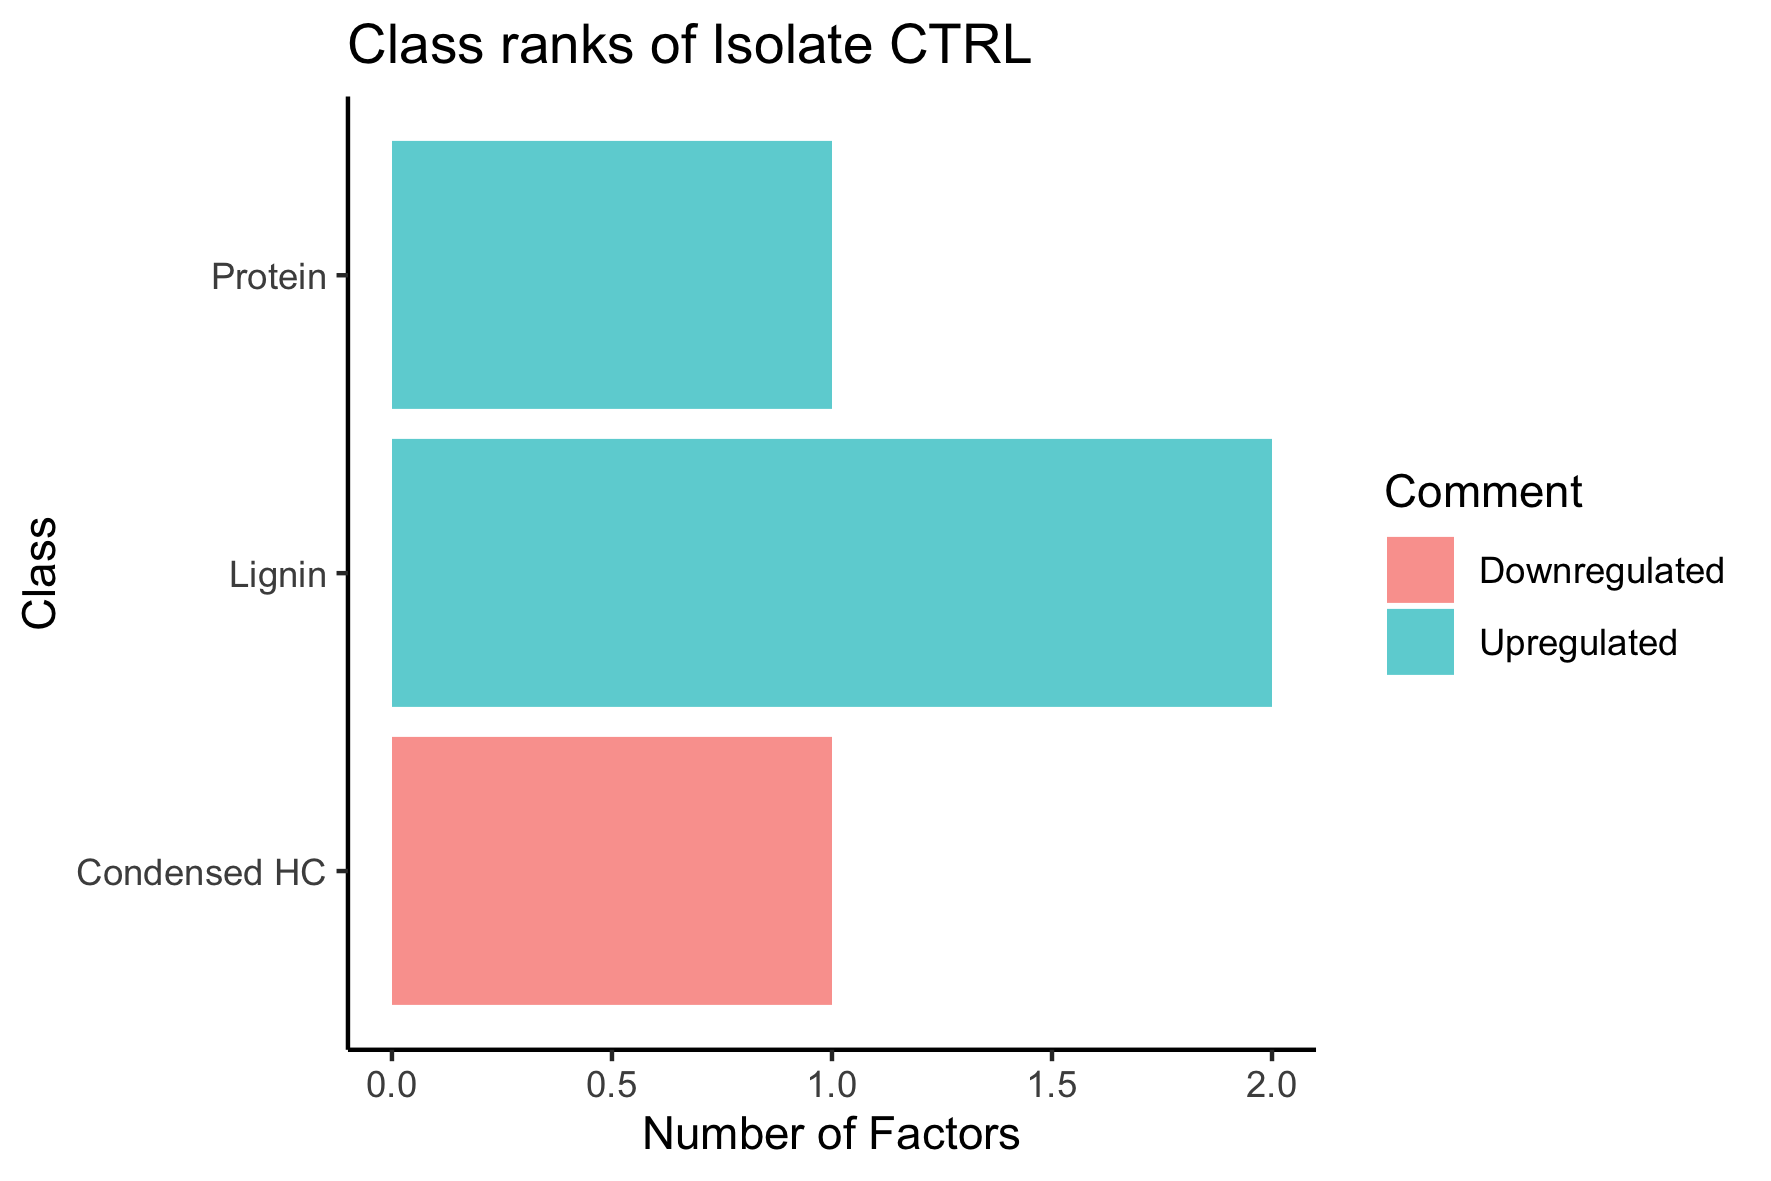 Class ranks of Isolate CTRL
Class
Protein
Lignin
Condensed HC
0.0 0.5 1.0 1.5 2.0
Number of Factors
Comment
Downregulated
Upregulated